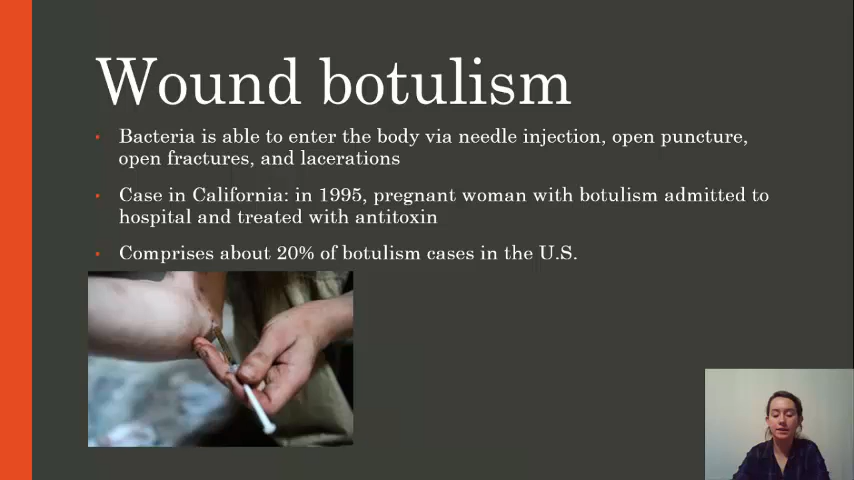 Wound botulism
Bacteria is able to enter the body via needle injection, open puncture,
open fractures, and lacerations
Case in California: in 1995, pregnant woman with botulism admitted to
hospital and treated with antitoxin
Comprises about 20% of botulism cases in the U.S.